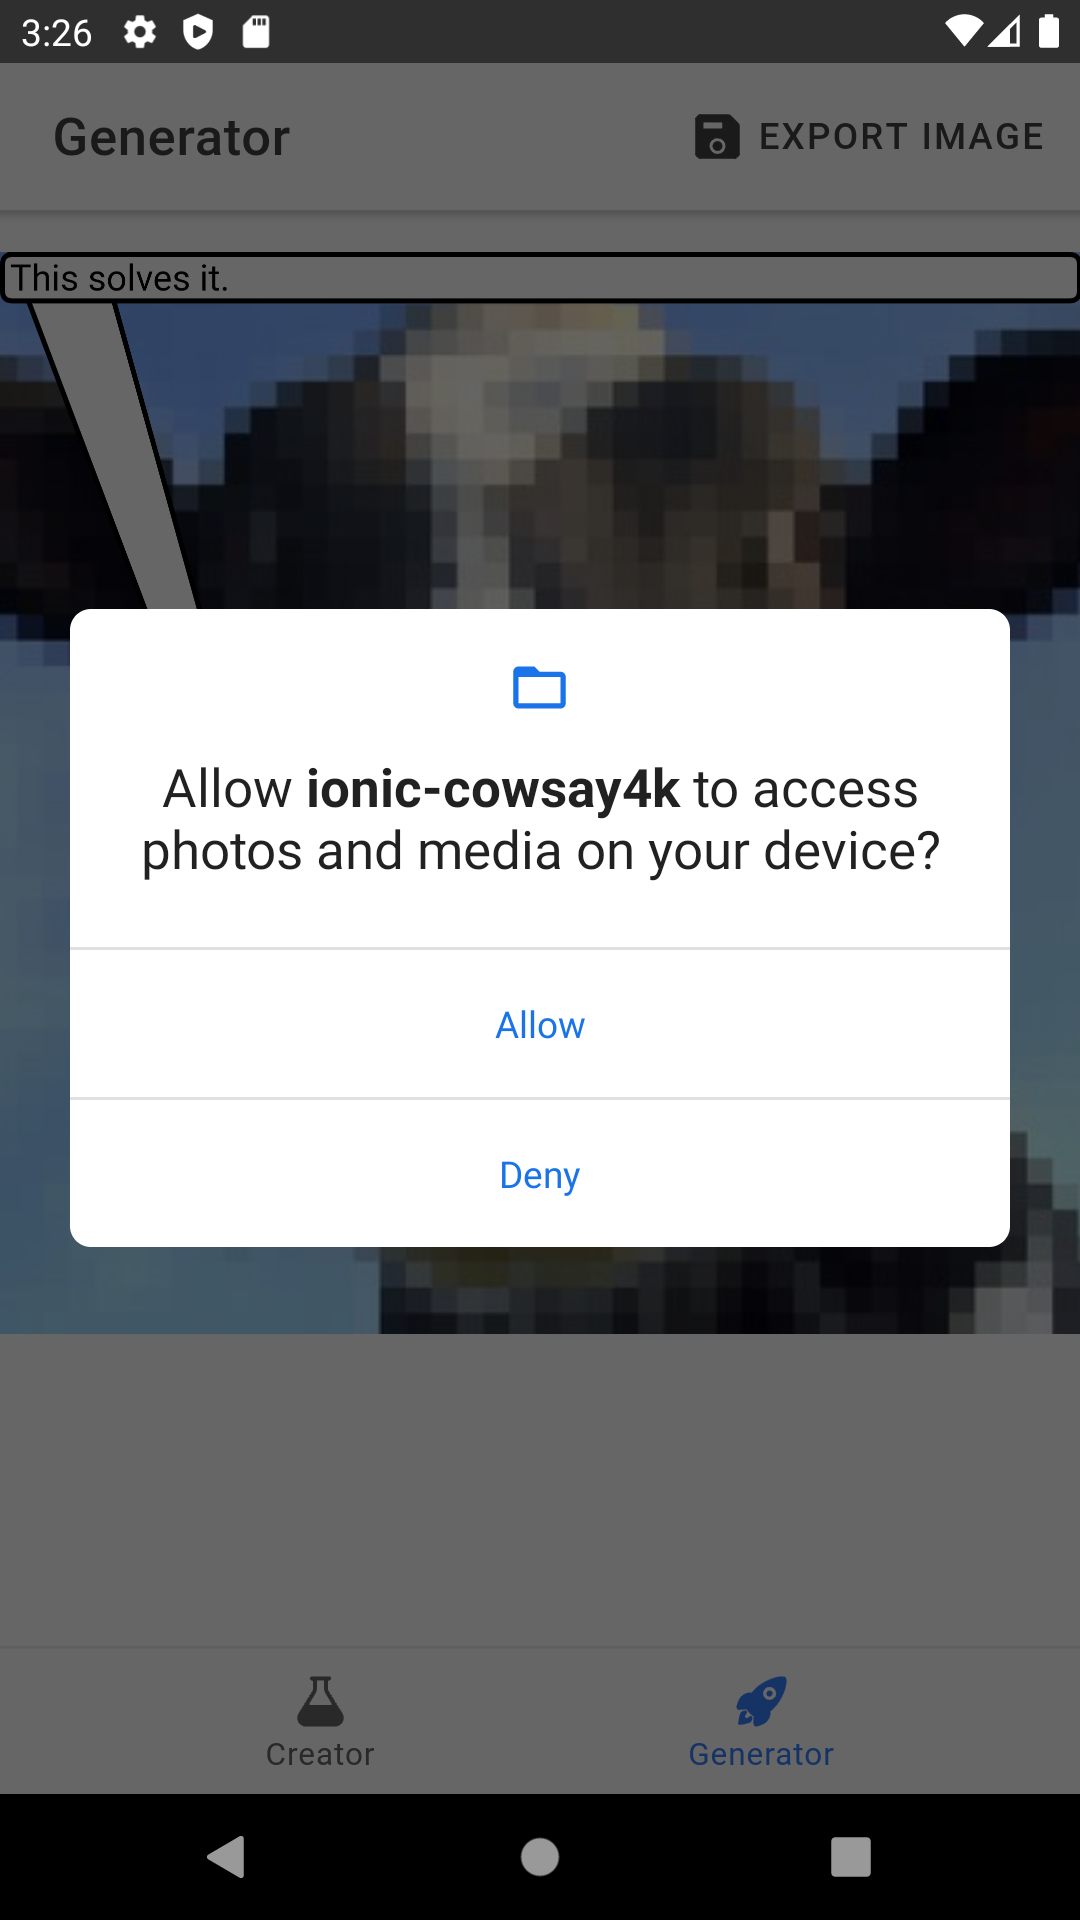 3:26
Generator
EXPORT IMAGE
This solves it.
Allow ionic-cowsay4k to access
photos and media on your device?
Allow
Deny
Creator
Generator